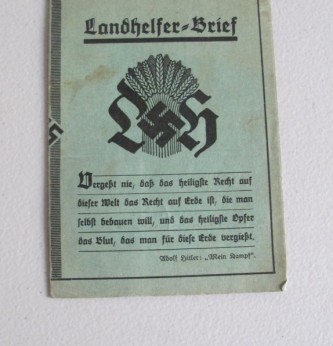 Landhelfer-Brief
L H
Vergeßt nie, daß das heiligste Recht auf
dieser Welt das Recht auf Erde ist, die man
selbst bebauen will, und das heiligste Opfer
das Blut, das man für diese Erde vergießt.
Adolf Hitler: „Mein Kampf".